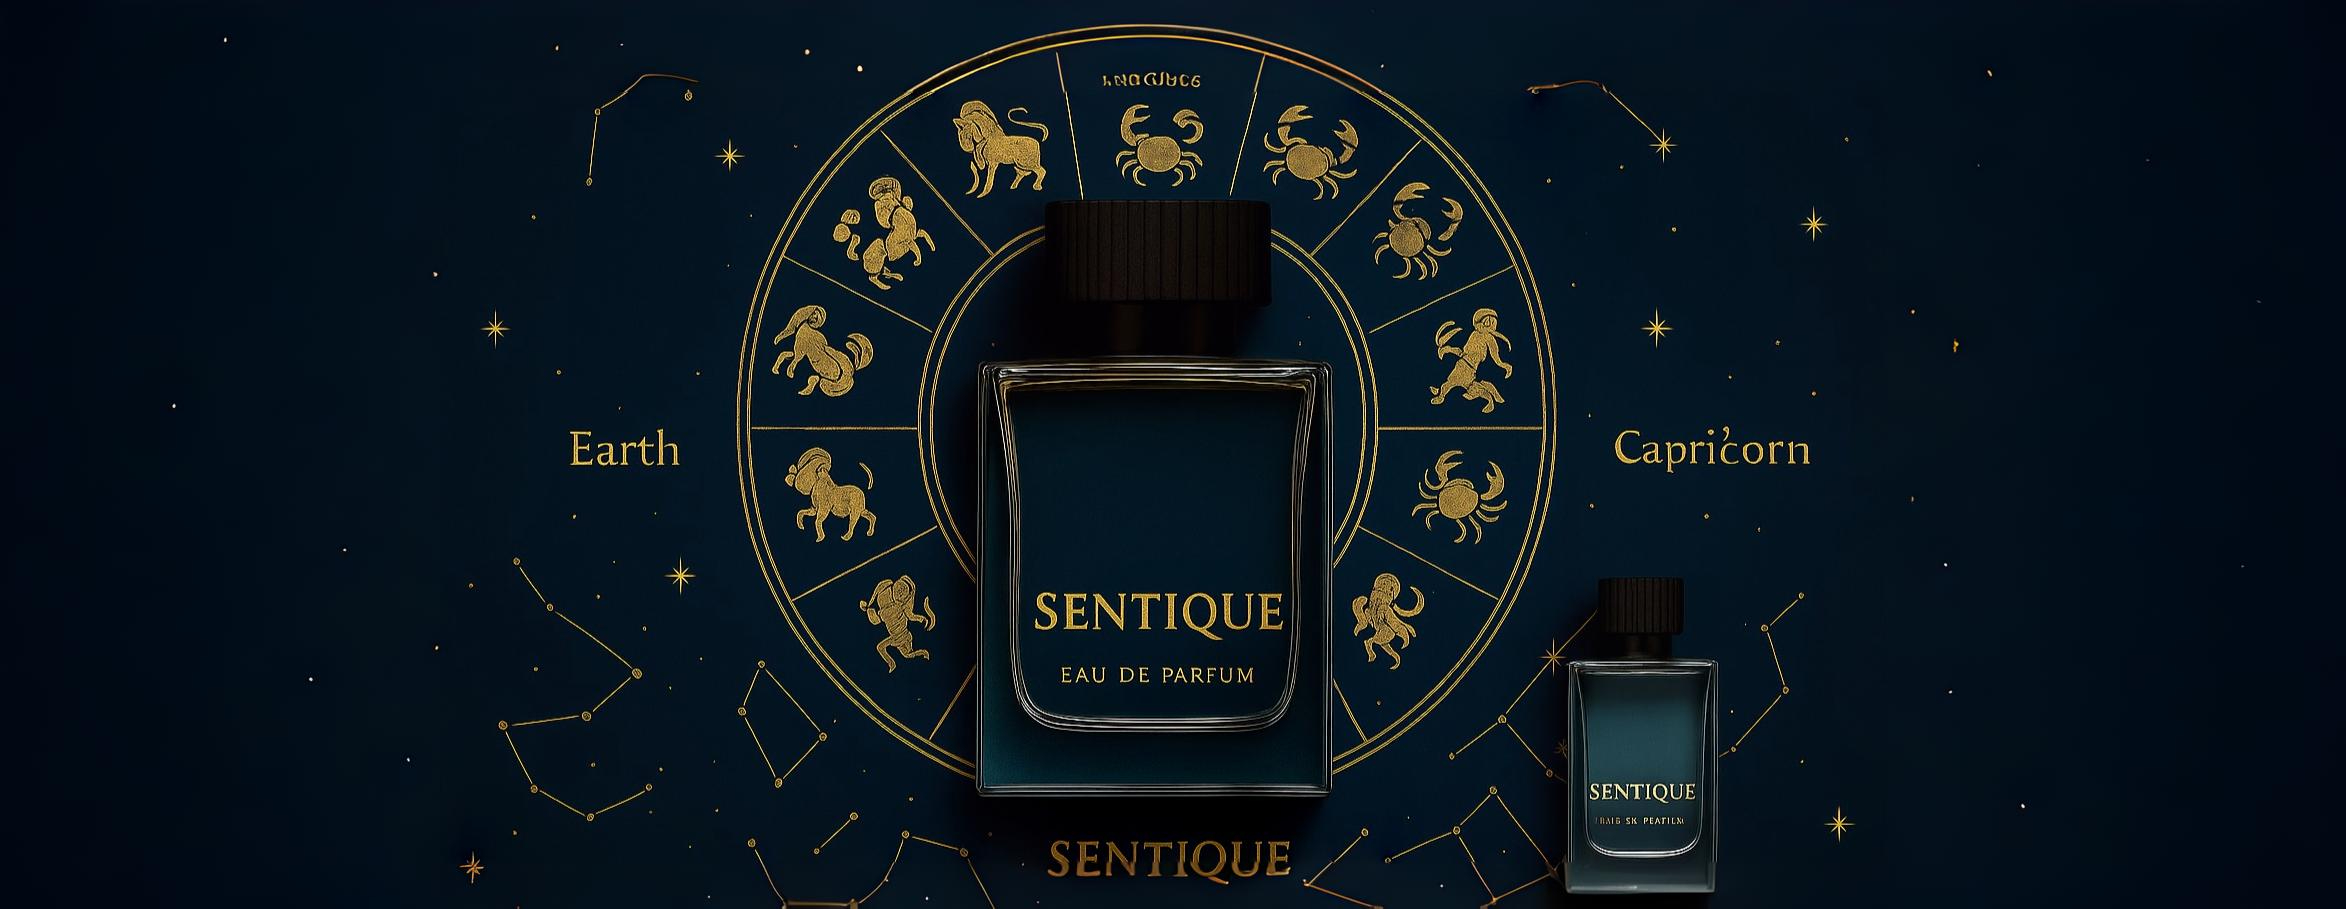 Earth
Capri'corn
SENTIQUE
EAU DE PARFUM
SENTIQUE
SENTIQUE